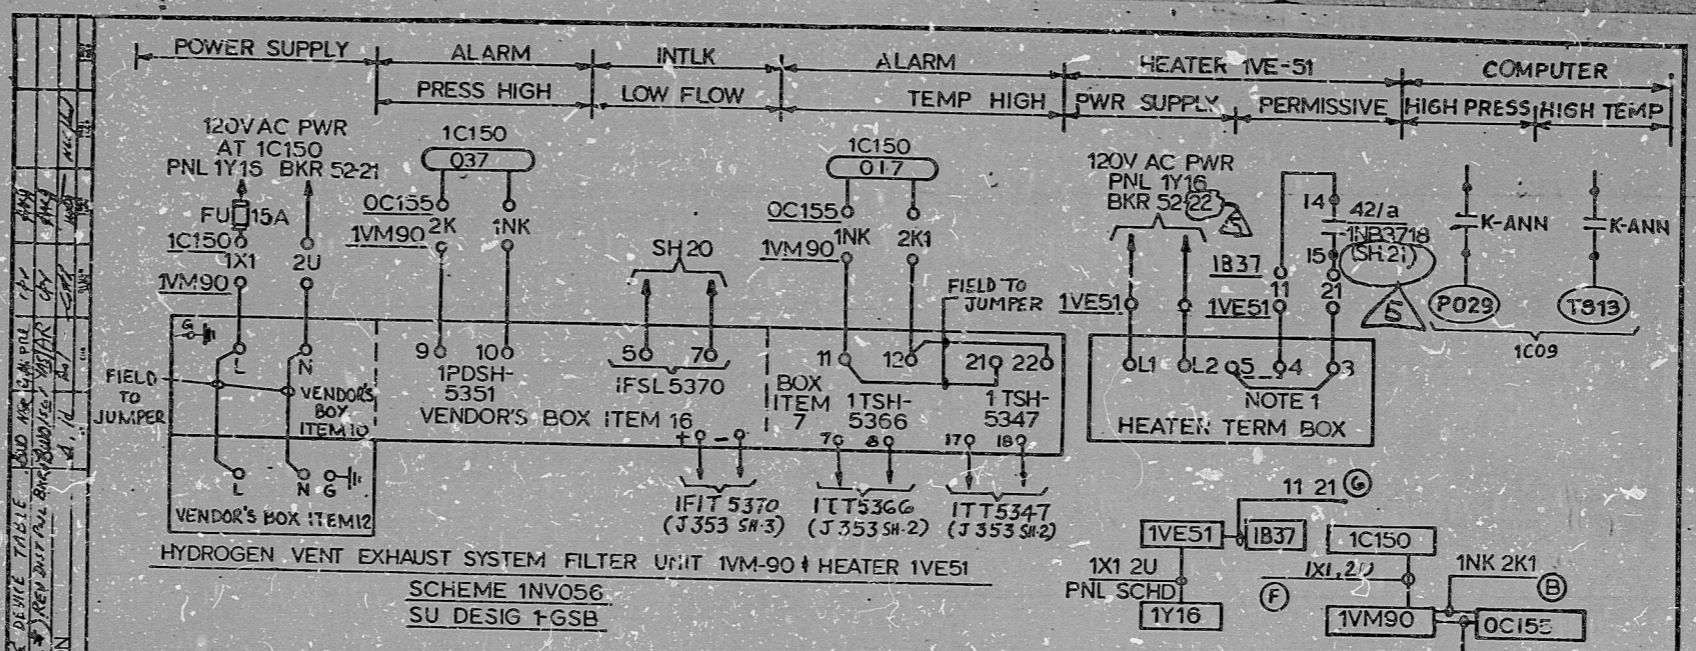 POWER SUPPLY
ALARM
INTLK
ALARM
HEATER 1VE-51
COMPUTER
PRESS HIGH
LOW FLOW
TEMP HIGH
PWR SUPPLY
PERMISSIVE
HIGH PRESS
HIGH TEMP
120VAC PWR
AT 1C150
PNL 1Y15 BKR 52-21
FU 15A
1C150
1X1
2U
1VM90
1C150
037
0C155
2K
1NK
1VM90
SH20
1C150
017
0C155
1VM90
1NK
2K1
FIELD TO
JUMPER
120V AC PWR
PNL 1Y16
BKR 52-22
1VE51
1B37
11
21
1VE51
14
42/a
1NB3718
(SH.21)
15
5
K-ANN
K-ANN
P029
T813
1C09
G
L
N
FIELD
TO
JUMPER
VENDOR'S
BOX
ITEM 10
L
N
G
VENDOR'S BOX ITEM 12
9
10
1PDSH-
5351
5
7
1FSL5370
VENDOR'S BOX ITEM 16
+
-
BOX
ITEM
7
11
12
21
22
1TSH-
5366
1TSH-
5347
7
8
17
18
L1
L2
5
4
3
NOTE 1
HEATER TERM BOX
1FIT 5370
(J353 SH-3)
1TT5366
(J353 SH-2)
1TT5347
(J353 SH-2)
HYDROGEN VENT EXHAUST SYSTEM FILTER UNIT 1VM-90 & HEATER 1VE51
SCHEME 1NV056
SU DESIG 1-GSB
11 21 G
1VE51
1B37
1X1 2U
PNL SCHD
1Y16
1C150
1X1, 2U
F
1NK 2K1
B
1VM90
0C155
DEVICE TABLE